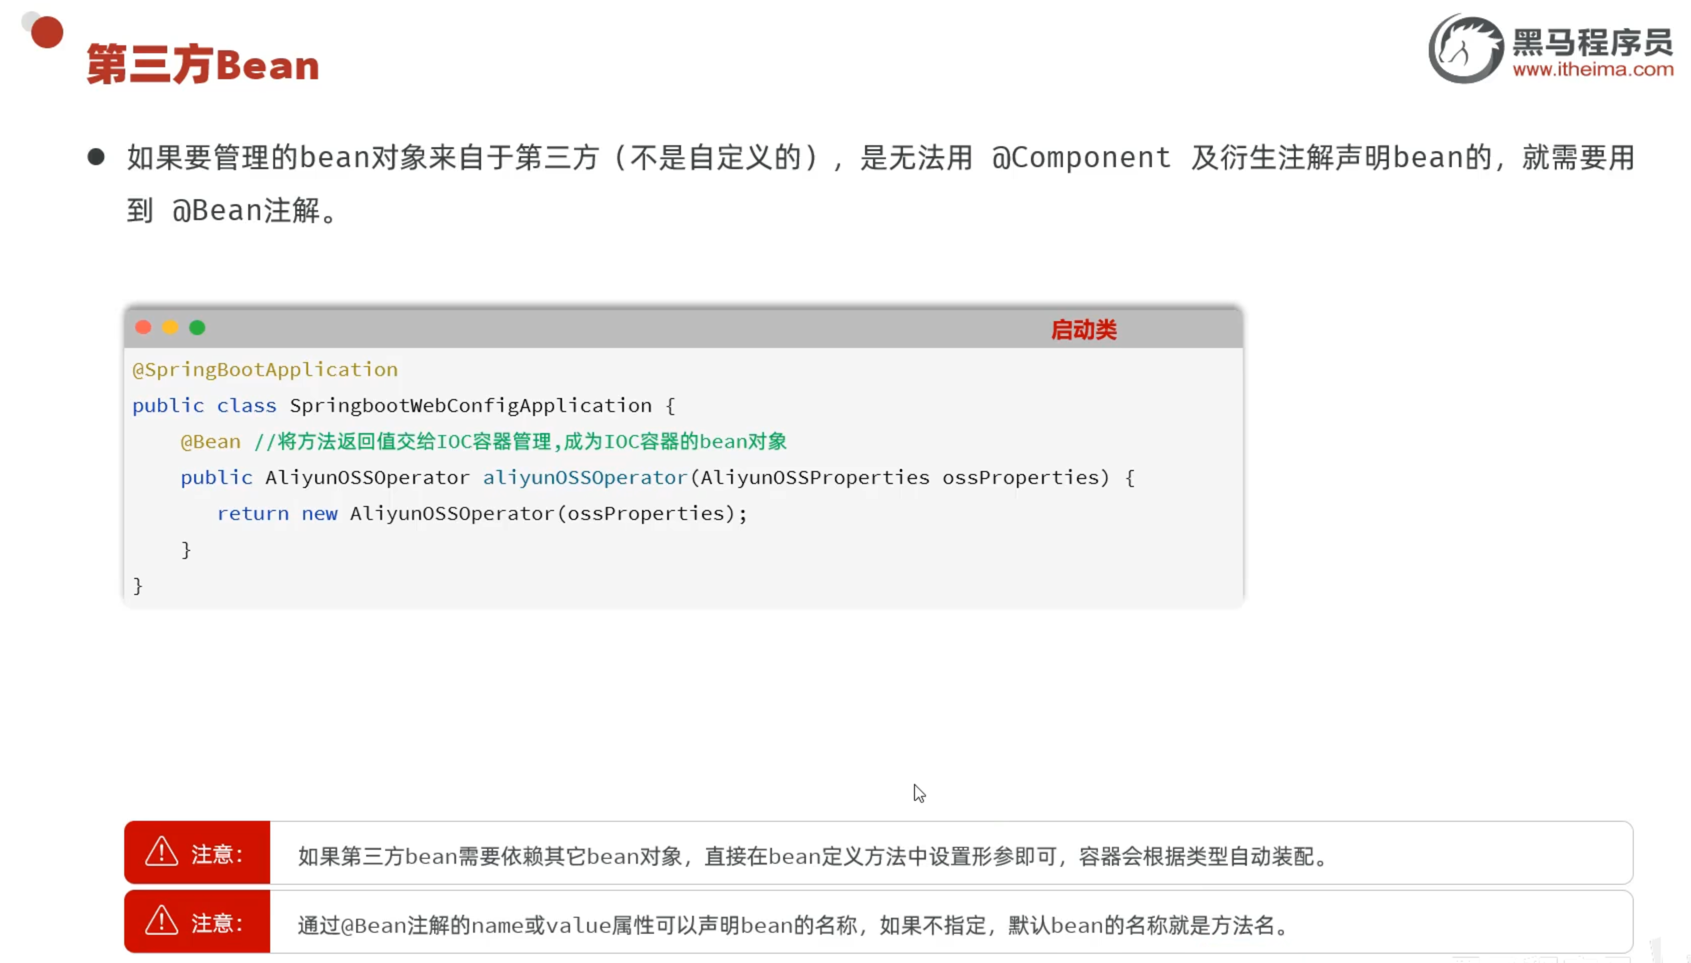 第三方Bean
黑马程序员
www.itheima.com
如果要管理的bean对象来自于第三方（不是自定义的），是无法用 @Component 及衍生注解声明bean的，就需要用
到 @Bean注解。
启动类
@SpringBootApplication
public class SpringbootWebConfigApplication {
@Bean //将方法返回值交给IOC容器管理,成为IOC容器的bean对象
public AliyunOSSOperator aliyunOSSOperator(AliyunOSSProperties ossProperties) {
return new AliyunOSSOperator(ossProperties);
}
}
注意：
如果第三方bean需要依赖其它bean对象，直接在bean定义方法中设置形参即可，容器会根据类型自动装配。
注意：
通过@Bean注解的name或value属性可以声明bean的名称，如果不指定，默认bean的名称就是方法名。